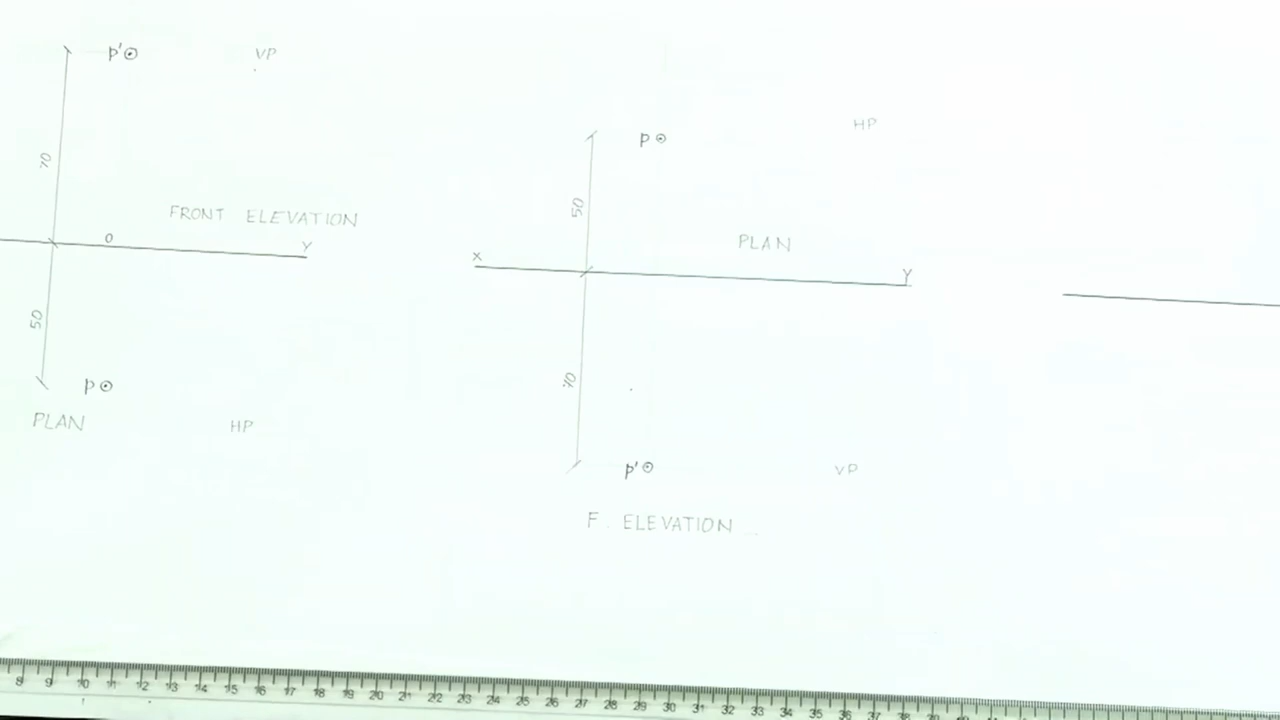 p'
VP
70
FRONT ELEVATION
O
Y
50
p
PLAN
HP
p
HP
50
PLAN
X
Y
70
p'
VP
F. ELEVATION
8 9 10 11 12 13 14 15 16 17 18 19 20 21 22 23 24 25 26 27 28 29 30 31 32 33 34 35 36 37 38 39